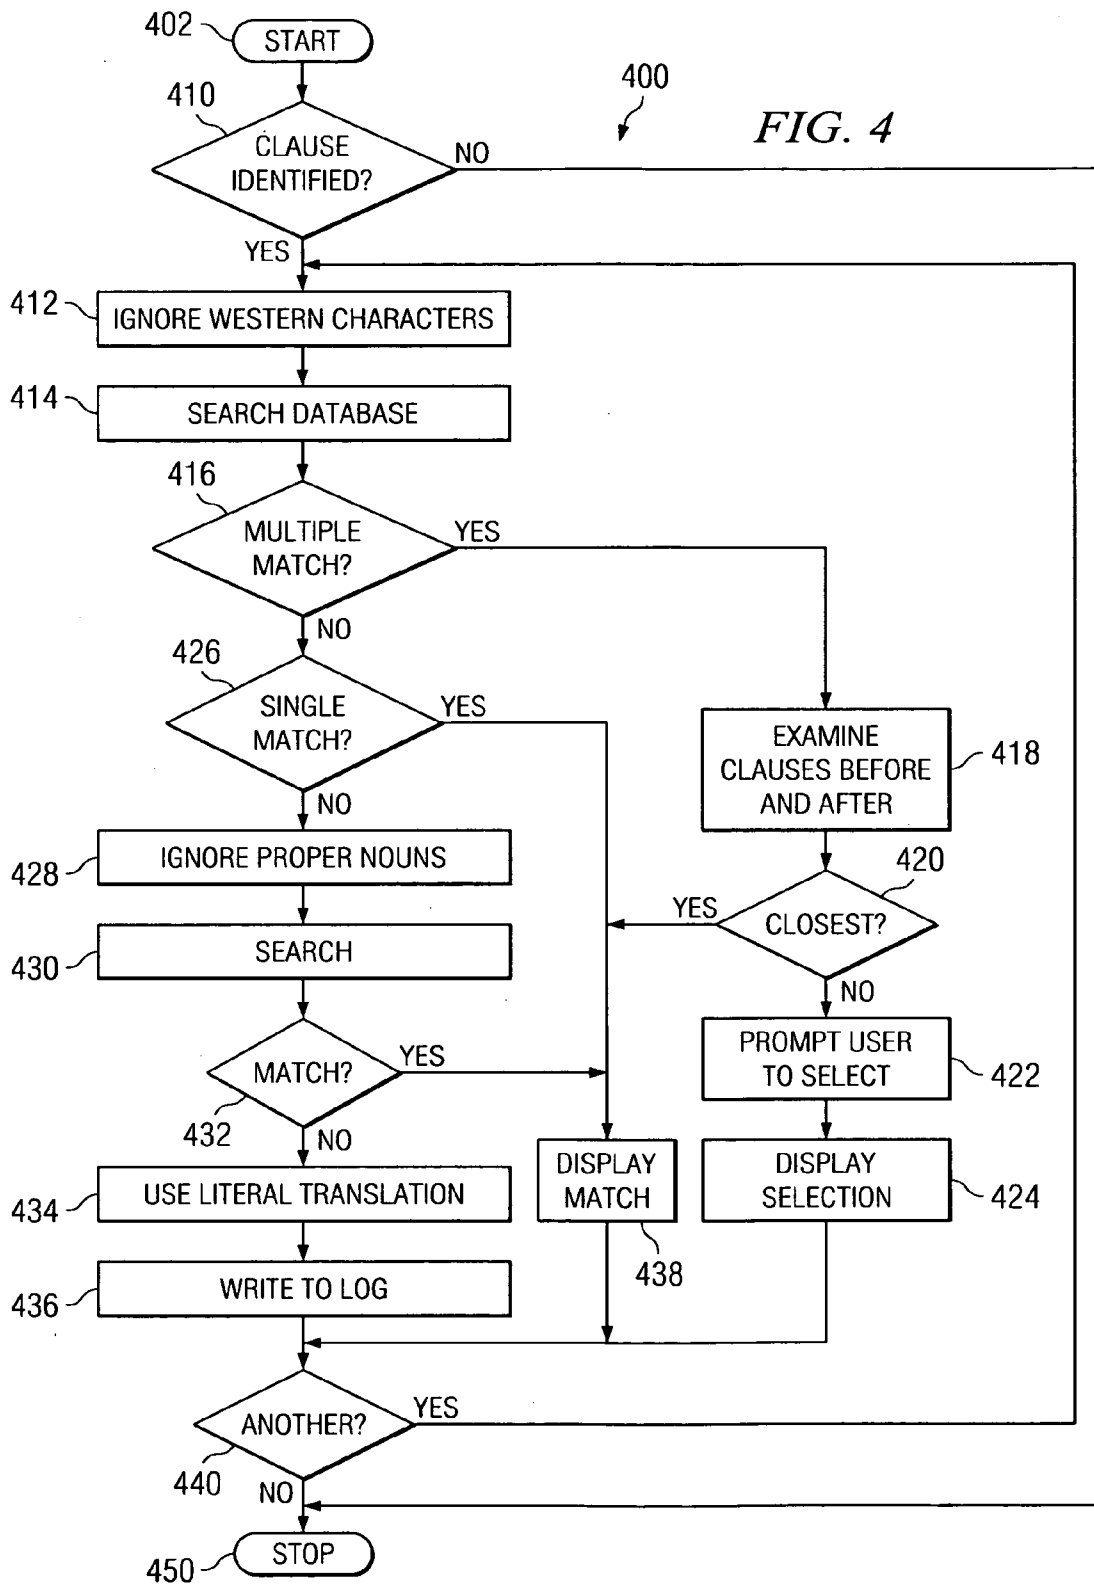 402
START
400
FIG. 4
410
CLAUSE
IDENTIFIED?
NO
YES
412
IGNORE WESTERN CHARACTERS
414
SEARCH DATABASE
416
MULTIPLE
MATCH?
YES
NO
426
SINGLE
MATCH?
YES
NO
EXAMINE
CLAUSES BEFORE
AND AFTER
418
428
IGNORE PROPER NOUNS
420
CLOSEST?
YES
NO
430
SEARCH
PROMPT USER
TO SELECT
422
MATCH?
YES
432
NO
DISPLAY
MATCH
438
DISPLAY
SELECTION
424
434
USE LITERAL TRANSLATION
436
WRITE TO LOG
ANOTHER?
YES
440
NO
450
STOP